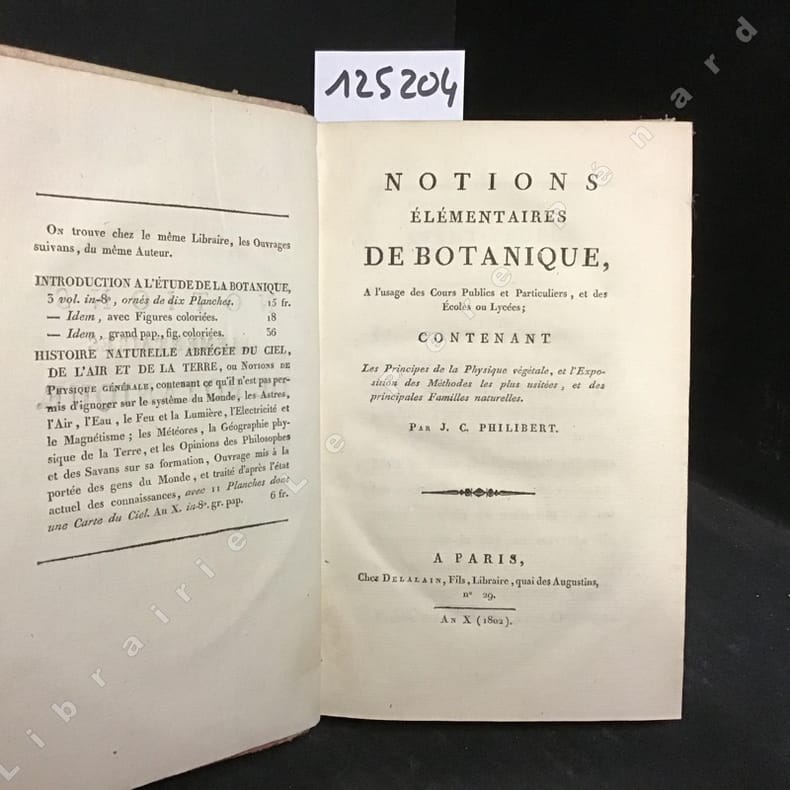 125204
On trouve chez le même Libraire, les Ouvrages
suivans, du même Auteur.
INTRODUCTION A L'ÉTUDE DE LA BOTANIQUE,
3 vol. in-8º, ornés de dix Planches. 15 fr.
— Idem, avec Figures coloriées. 18
— Idem, grand pap., fig. coloriées. 36
HISTOIRE NATURELLE ABRÉGÉE DU CIEL,
DE L'AIR ET DE LA TERRE, ou Notions de
Physique générale, contenant ce qu'il n'est pas per-
mis d'ignorer sur le système du Monde, les Astres,
l'Air, l'Eau, le Feu et la Lumière, l'Electricité et
le Magnétisme; les Météores, la Géographie phy-
sique de la Terre, et les Opinions des Philosophes
et des Savans sur sa formation, Ouvrage mis à la
portée des gens du Monde, et traité d'après l'état
actuel des connaissances, avec 11 Planches dont
une Carte du Ciel. An X. in-8º. gr. pap. 6 fr.
NOTIONS
ÉLÉMENTAIRES
DE BOTANIQUE,
A l'usage des Cours Publics et Particuliers, et des
Écoles ou Lycées;
CONTENANT
Les Principes de la Physique végétale, et l'Expo-
sition des Méthodes les plus usitées, et des
principales Familles naturelles.
Par J. C. PHILIBERT.
A PARIS,
Chez Delalain, Fils, Libraire, quai des Augustins,
nº 29.
An X (1802).
Librairie Le Père Pénard